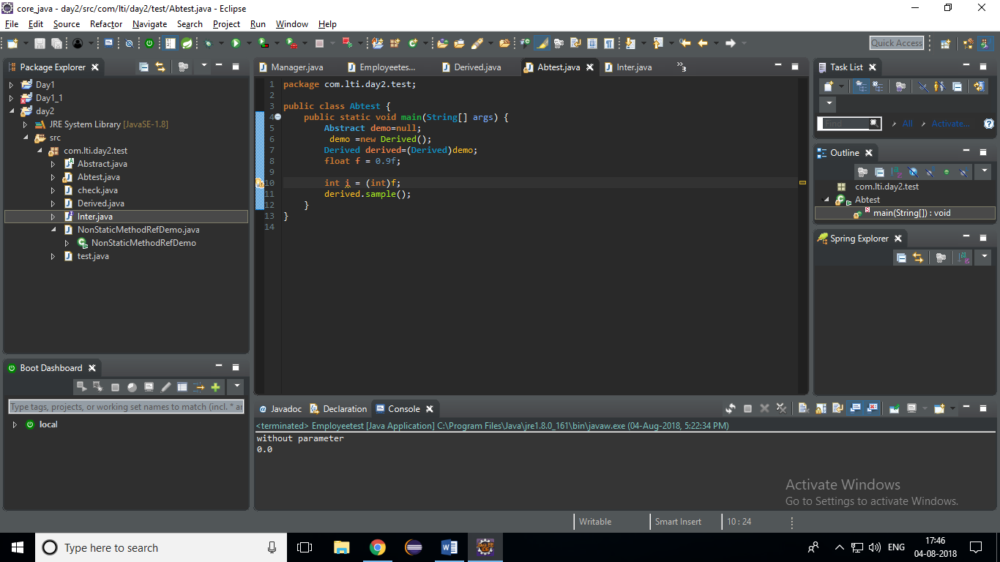 core_java - day2/src/com/lti/day2/test/Abtest.java - Eclipse
File Edit Source Refactor Navigate Search Project Run Window Help
Quick Access
Package Explorer
Day1
Day1_1
day2
JRE System Library [JavaSE-1.8]
src
com.lti.day2.test
Abstract.java
Abtest.java
check.java
Derived.java
Inter.java
NonStaticMethodRefDemo.java
NonStaticMethodRefDemo
test.java
Boot Dashboard
Type tags, projects, or working set names to match (incl. * a
local
Manager.java Employeetes... Derived.java Abtest.java Inter.java »3
1 package com.lti.day2.test;
2
3 public class Abtest {
4 public static void main(String[] args) {
5 Abstract demo=null;
6 demo =new Derived();
7 Derived derived=(Derived)demo;
8 float f = 0.9f;
9
10 int i = (int)f;
11 derived.sample();
12 }
13 }
14
Javadoc Declaration Console
<terminated> Employeetest [Java Application] C:\Program Files\Java\jre1.8.0_161\bin\javaw.exe (04-Aug-2018, 5:22:34 PM)
without parameter
0.0
Task List
Find All Activate...
Outline
com.lti.day2.test
Abtest
main(String[]) : void
Spring Explorer
Activate Windows
Go to Settings to activate Windows.
Writable Smart Insert 10 : 24
Type here to search
ENG
17:46
04-08-2018